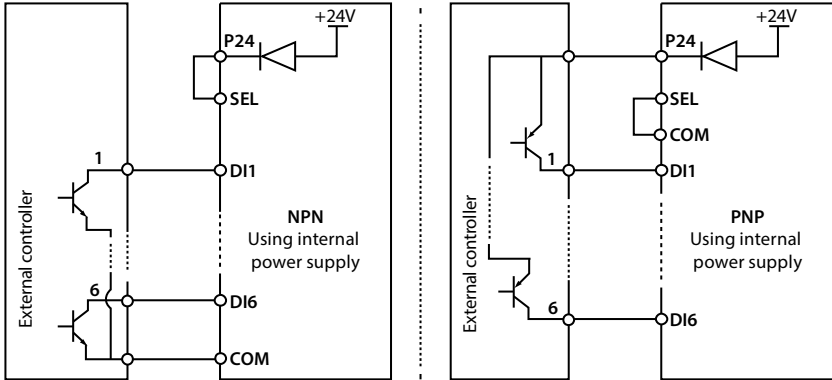 +24V
P24
SEL
1
DI1
External controller
NPN
Using internal
power supply
6
DI6
COM
+24V
P24
SEL
COM
1
DI1
External controller
PNP
Using internal
power supply
6
DI6